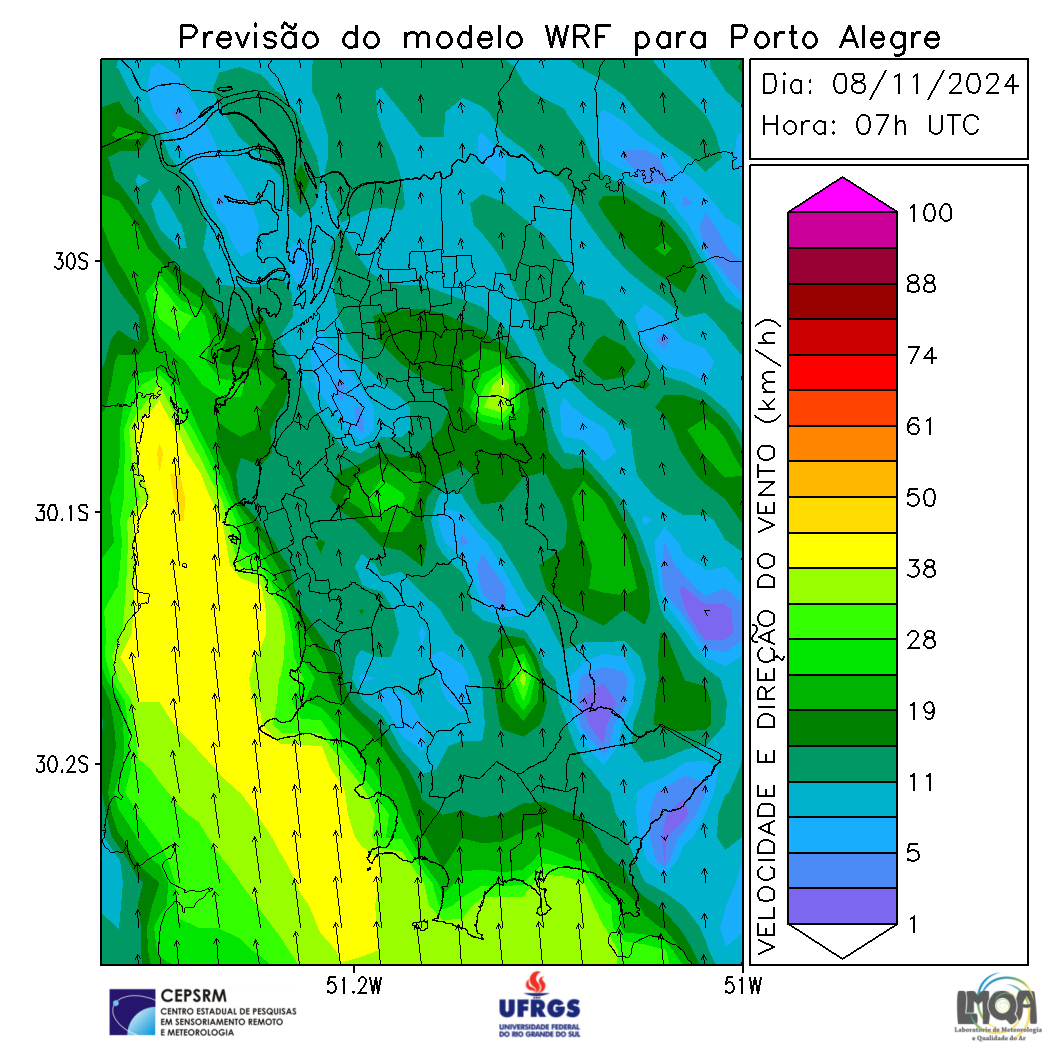 Previsão do modelo WRF para Porto Alegre
Dia: 08/11/2024
Hora: 07h UTC
30S
30.1S
30.2S
51.2W
51W
VELOCIDADE E DIREÇÃO DO VENTO (km/h)
100
88
74
61
50
38
28
19
11
5
1
CEPSRM
CENTRO ESTADUAL DE PESQUISAS
EM SENSORIAMENTO REMOTO
E METEOROLOGIA
UFRGS
UNIVERSIDADE FEDERAL
DO RIO GRANDE DO SUL
LMQA
Laboratório de Meteorologia
e Qualidade do Ar